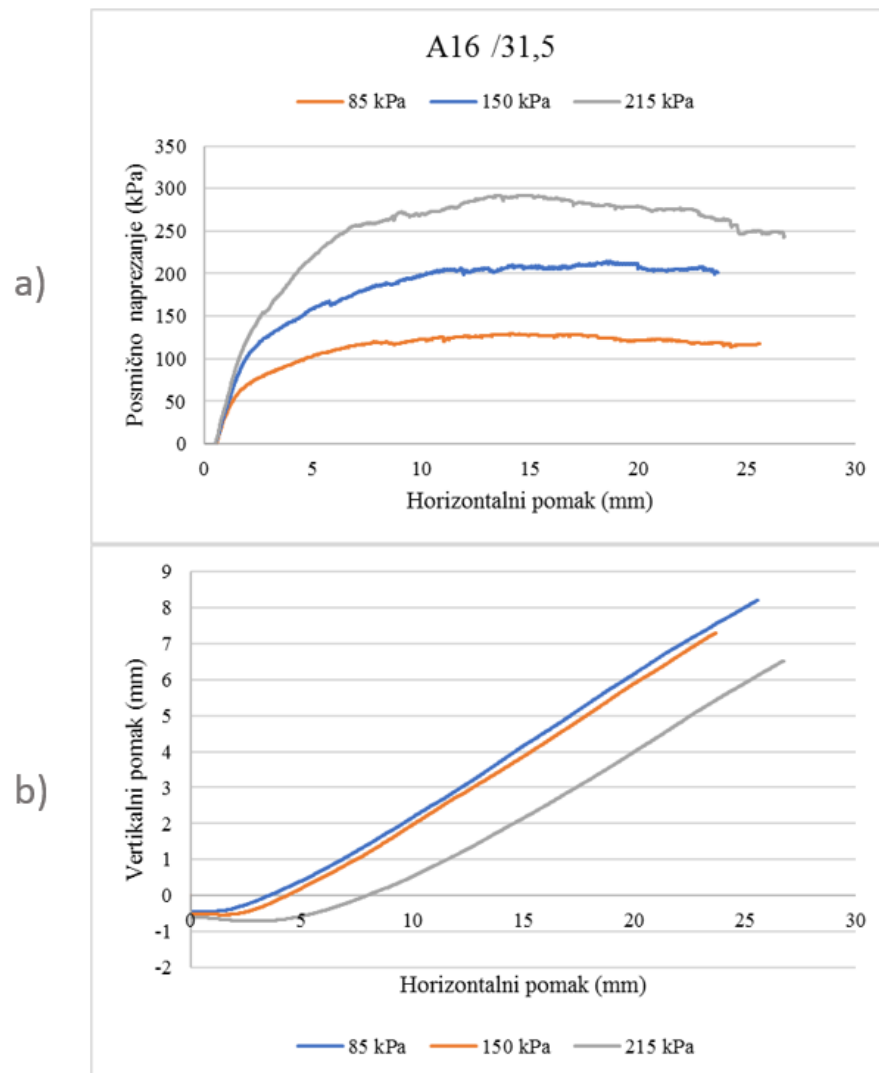 a)
A16 /31,5
85 kPa 150 kPa 215 kPa
Posmično naprezanje (kPa)
350
300
250
200
150
100
50
0
0 5 10 15 20 25 30
Horizontalni pomak (mm)
b)
Vertikalni pomak (mm)
9
8
7
6
5
4
3
2
1
0
-1
-2
0 5 10 15 20 25 30
Horizontalni pomak (mm)
85 kPa 150 kPa 215 kPa